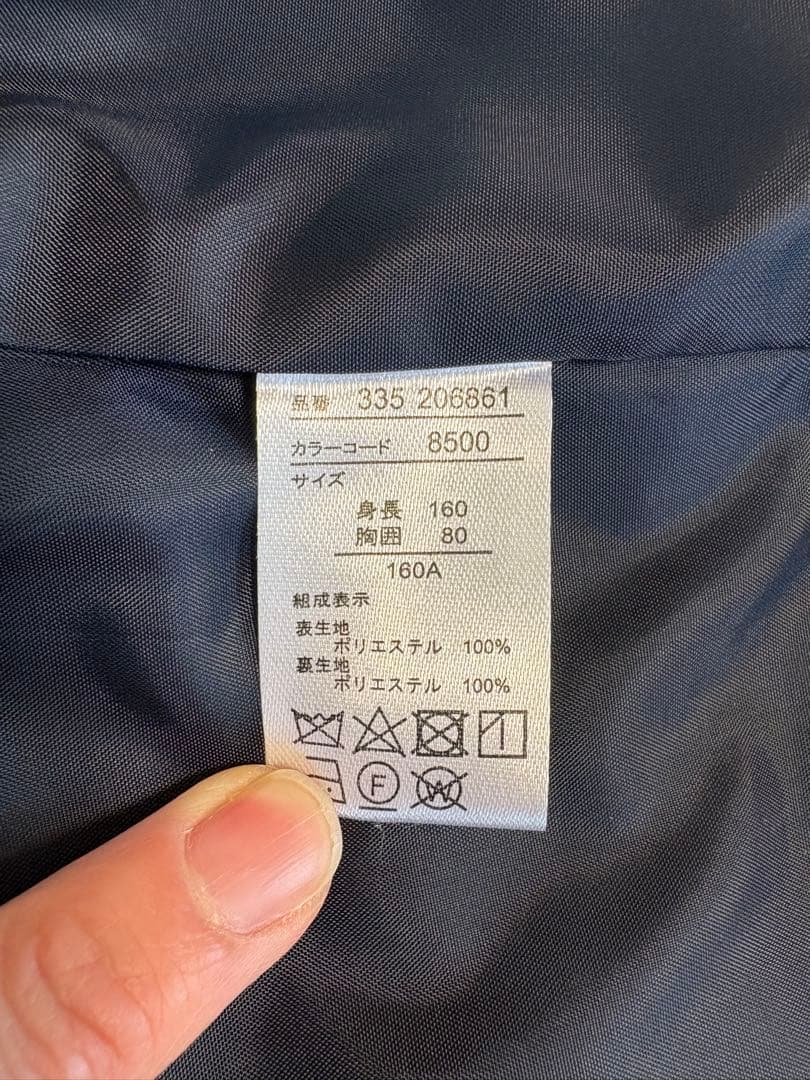 品番 335 206861
カラーコード 8500
サイズ
身長 160
胸囲 80
160A
組成表示
表生地
ポリエステル 100%
裏生地
ポリエステル 100%
F W